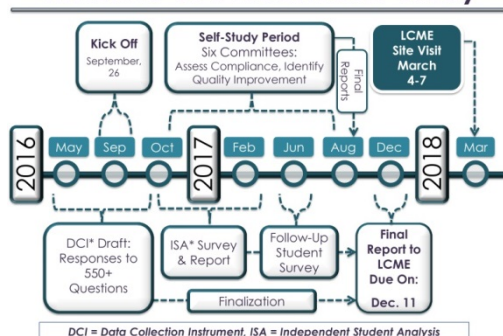 Kick Off
September,
26
Self-Study Period
Six Committees:
Assess Compliance, Identify
Quality Improvement
Final
Reports
LCME
Site Visit
March
4-7
2016
May
Sep
Oct
2017
Feb
Jun
Aug
Dec
2018
Mar
DCI* Draft:
Responses to
550+
Questions
ISA* Survey
& Report
Follow-Up
Student
Survey
Final
Report to
LCME
Due On:
Dec. 11
Finalization
DCI = Data Collection Instrument, ISA = Independent Student Analysis